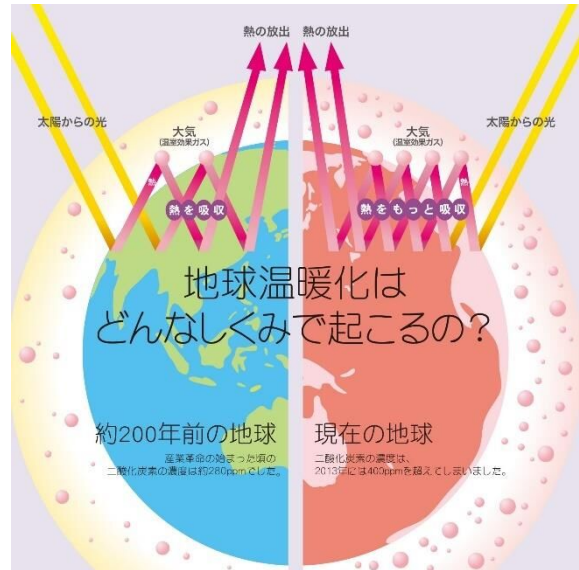 熱の放出 熱の放出
太陽からの光
大気
(温室効果ガス)
大気
(温室効果ガス)
太陽からの光
熱
熱
熱を吸収
熱をもっと吸収
地球温暖化は
どんなしくみで起こるの?
約200年前の地球
産業革命の始まった頃の
二酸化炭素の濃度は約280ppmでした。
現在の地球
二酸化炭素の濃度は、
2013年には400ppmを超えてしまいました。